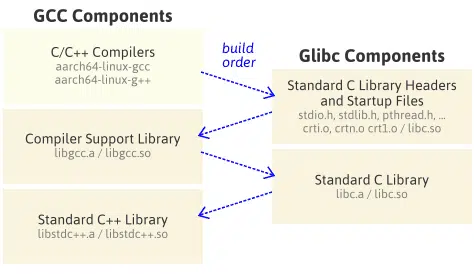 GCC Components
C/C++ Compilers
aarch64-linux-gcc
aarch64-linux-g++
build
order
Glibc Components
Standard C Library Headers
and Startup Files
stdio.h, stdlib.h, pthread.h, ...
crti.o, crtn.o crt1.o / libc.so
Compiler Support Library
libgcc.a / libgcc.so
Standard C Library
libc.a / libc.so
Standard C++ Library
libstdc++.a / libstdc++.so